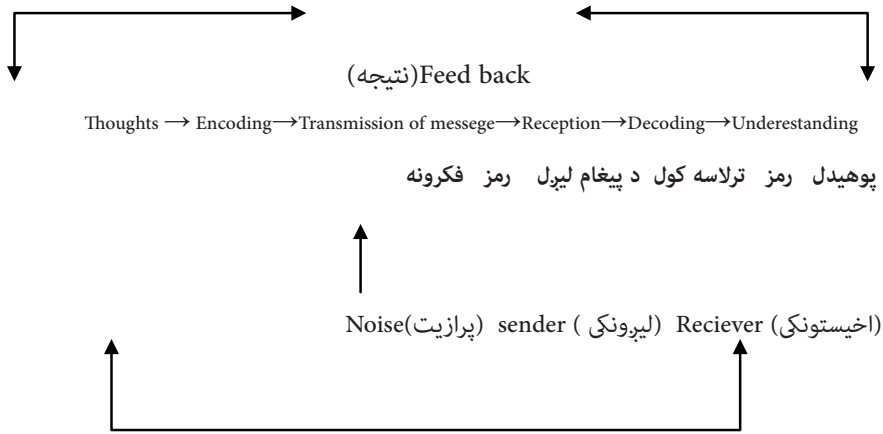 Feed back(نتیجه)
Thoughts → Encoding→Transmission of messege→Reception→Decoding→Underestanding
پوهیدل رمز ترلاسه کول د پیغام لیږل رمز فکرونه
Noise(پرازیت) sender ( لیږونکی) Reciever (اخیستونکی)